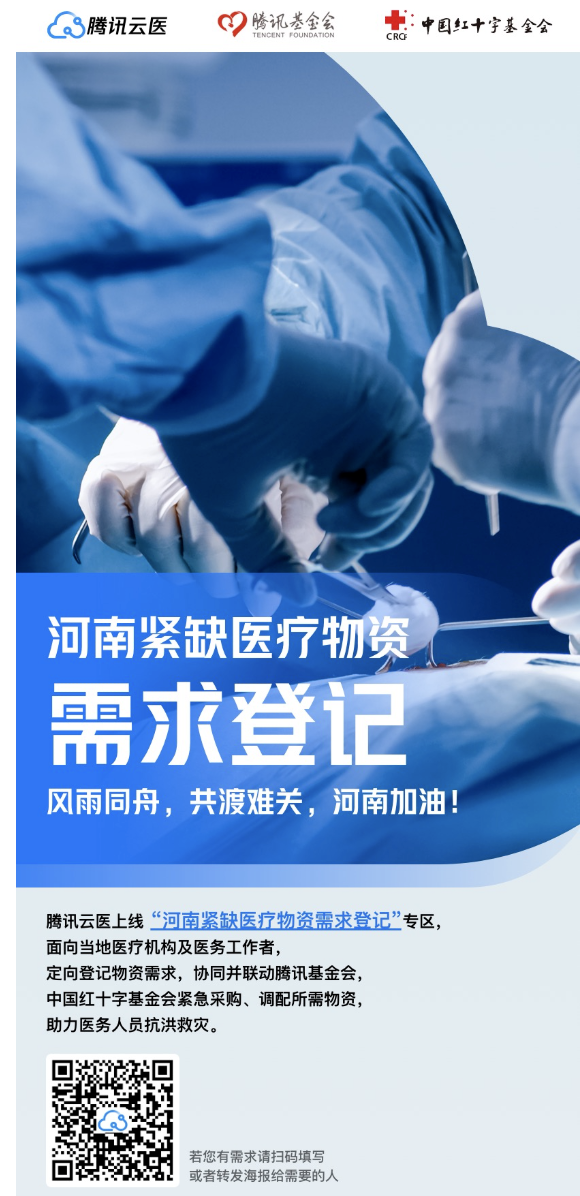 腾讯云医
腾讯基金会
TENCENT FOUNDATION
CRCF
中国红十字基金会
河南紧缺医疗物资
需求登记
风雨同舟，共渡难关，河南加油！
腾讯云医上线“河南紧缺医疗物资需求登记”专区，
面向当地医疗机构及医务工作者，
定向登记物资需求，协同并联动腾讯基金会，
中国红十字基金会紧急采购、调配所需物资，
助力医务人员抗洪救灾。
若您有需求请扫码填写
或者转发海报给需要的人